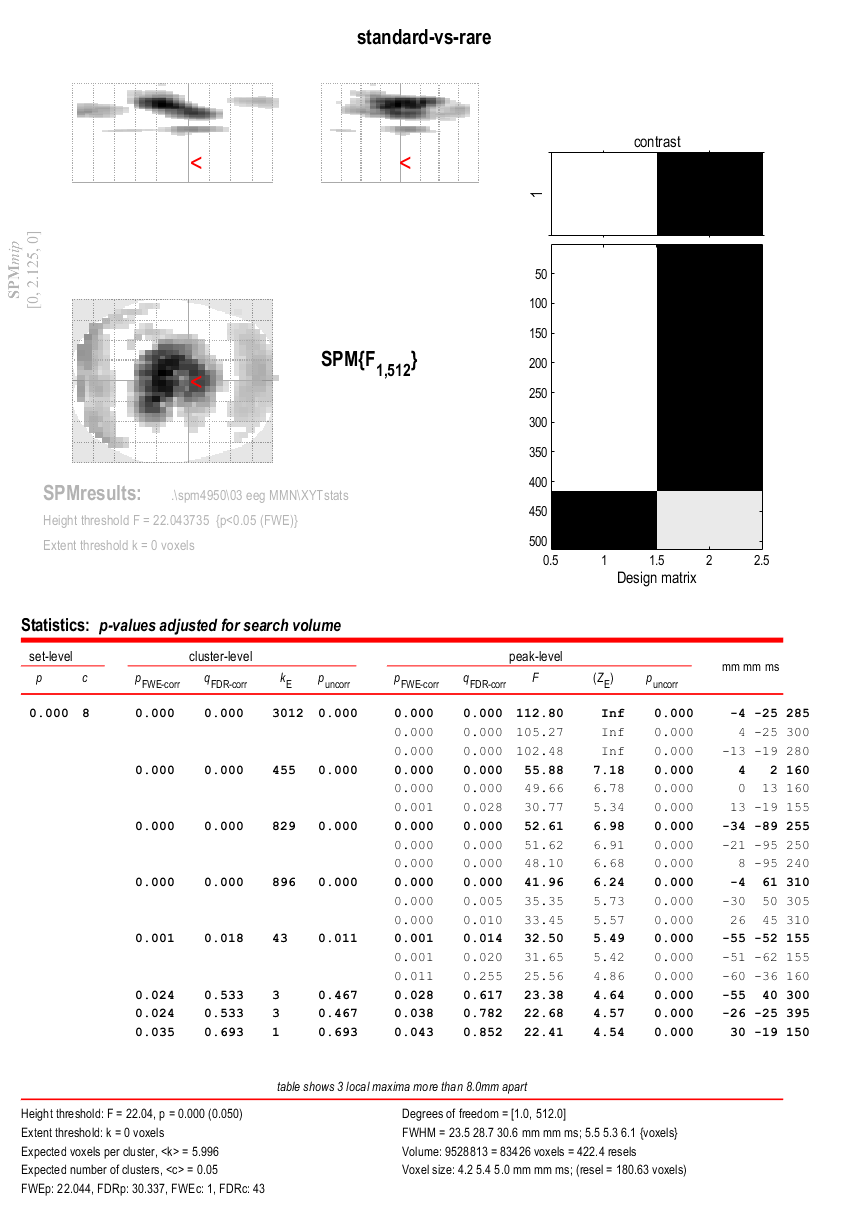 standard-vs-rare
<
<
contrast
1
SPMmip
[0, 2.125, 0]
<
SPM{F1,512}
50
100
150
200
250
300
350
400
450
500
0.5 1 1.5 2 2.5
Design matrix
SPMresults: .\spm4950\03 eeg MMN\XYTstats
Height threshold F = 22.043735 {p<0.05 (FWE)}
Extent threshold k = 0 voxels
Statistics: p-values adjusted for search volume
set-level cluster-level peak-level mm mm ms
p c pFWE-corr qFDR-corr kE puncorr pFWE-corr qFDR-corr F (ZE) puncorr
0.000 8 0.000 0.000 3012 0.000 0.000 0.000 112.80 Inf 0.000 -4 -25 285
0.000 0.000 105.27 Inf 0.000 4 -25 300
0.000 0.000 102.48 Inf 0.000 -13 -19 280
0.000 0.000 455 0.000 0.000 0.000 55.88 7.18 0.000 4 2 160
0.000 0.000 49.66 6.78 0.000 0 13 160
0.001 0.028 30.77 5.34 0.000 13 -19 155
0.000 0.000 829 0.000 0.000 0.000 52.61 6.98 0.000 -34 -89 255
0.000 0.000 51.62 6.91 0.000 -21 -95 250
0.000 0.000 48.10 6.68 0.000 8 -95 240
0.000 0.000 896 0.000 0.000 0.000 41.96 6.24 0.000 -4 61 310
0.000 0.005 35.35 5.73 0.000 -30 50 305
0.000 0.010 33.45 5.57 0.000 26 45 310
0.001 0.018 43 0.011 0.001 0.014 32.50 5.49 0.000 -55 -52 155
0.001 0.020 31.65 5.42 0.000 -51 -62 155
0.011 0.255 25.56 4.86 0.000 -60 -36 160
0.024 0.533 3 0.467 0.028 0.617 23.38 4.64 0.000 -55 40 300
0.024 0.533 3 0.467 0.038 0.782 22.68 4.57 0.000 -26 -25 395
0.035 0.693 1 0.693 0.043 0.852 22.41 4.54 0.000 30 -19 150
table shows 3 local maxima more than 8.0mm apart
Height threshold: F = 22.04, p = 0.000 (0.050)
Extent threshold: k = 0 voxels
Expected voxels per cluster, <k> = 5.996
Expected number of clusters, <c> = 0.05
FWEp: 22.044, FDRp: 30.337, FWEc: 1, FDRc: 43
Degrees of freedom = [1.0, 512.0]
FWHM = 23.5 28.7 30.6 mm mm ms; 5.5 5.3 6.1 {voxels}
Volume: 9528813 = 83426 voxels = 422.4 resels
Voxel size: 4.2 5.4 5.0 mm mm ms; (resel = 180.63 voxels)